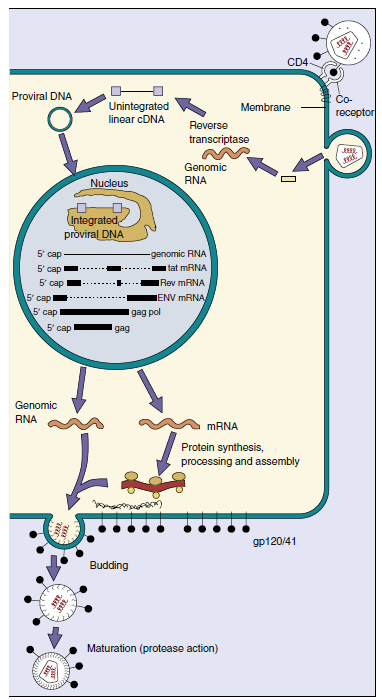 CD4
Co-
receptor
Membrane
Proviral DNA
Unintegrated
linear cDNA
Reverse
transcriptase
Genomic
RNA
Nucleus
Integrated
proviral DNA
5′ cap genomic RNA
5′ cap tat mRNA
5′ cap Rev mRNA
5′ cap ENV mRNA
5′ cap gag pol
5′ cap gag
Genomic
RNA
mRNA
Protein synthesis,
processing and assembly
gp120/41
Budding
Maturation (protease action)